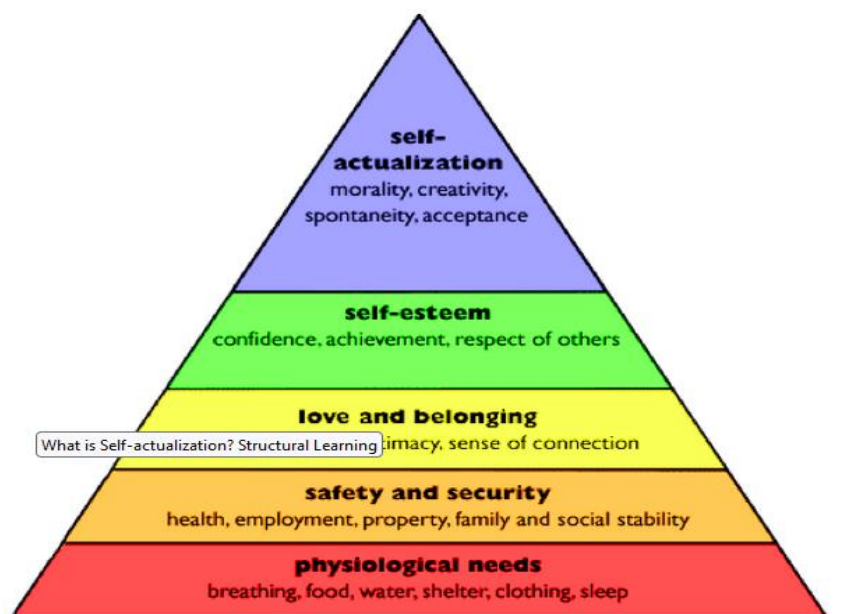 self-
actualization
morality, creativity,
spontaneity, acceptance
self-esteem
confidence, achievement, respect of others
love and belonging
What is Self-actualization? Structural Learning
sense of connection
safety and security
health, employment, property, family and social stability
physiological needs
breathing, food, water, shelter, clothing, sleep